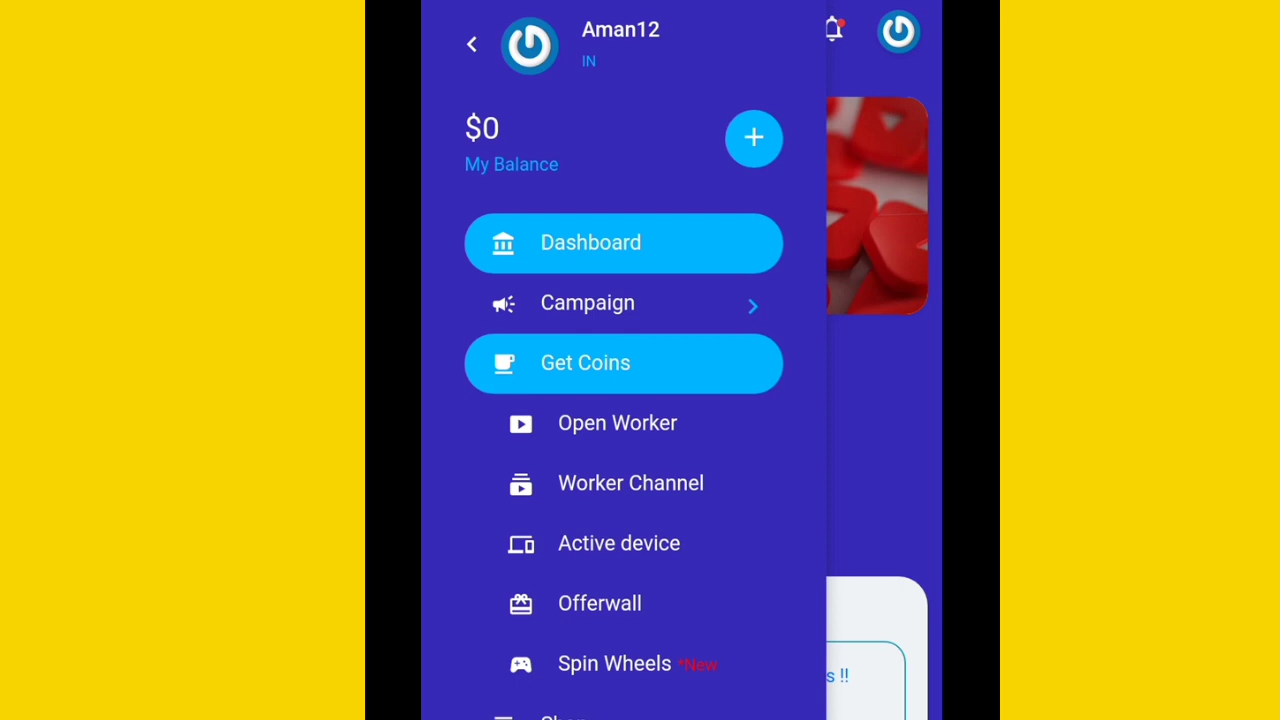 Aman12
IN
$0
My Balance
Dashboard
Campaign
Get Coins
Open Worker
Worker Channel
Active device
Offerwall
Spin Wheels *New
s !!